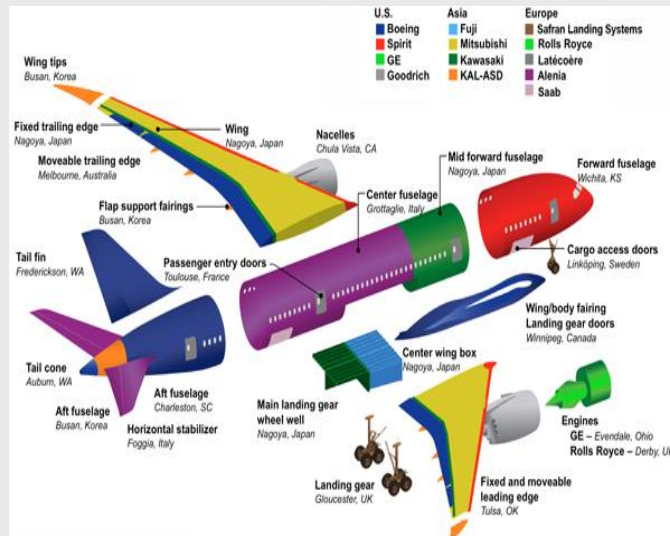 U.S.
Boeing
Spirit
GE
Goodrich
Asia
Fuji
Mitsubishi
Kawasaki
KAL-ASD
Europe
Safran Landing Systems
Rolls Royce
Latécoère
Alenia
Saab
Wing tips
Busan, Korea
Fixed trailing edge
Nagoya, Japan
Wing
Nagoya, Japan
Nacelles
Chula Vista, CA
Moveable trailing edge
Melbourne, Australia
Mid forward fuselage
Nagoya, Japan
Forward fuselage
Wichita, KS
Center fuselage
Grottaglie, Italy
Flap support fairings
Busan, Korea
Tail fin
Frederickson, WA
Passenger entry doors
Toulouse, France
Cargo access doors
Linköping, Sweden
Wing/body fairing
Landing gear doors
Winnipeg, Canada
Tail cone
Auburn, WA
Center wing box
Nagoya, Japan
Aft fuselage
Charleston, SC
Aft fuselage
Busan, Korea
Horizontal stabilizer
Foggia, Italy
Main landing gear
wheel well
Nagoya, Japan
Engines
GE – Evendale, Ohio
Rolls Royce – Derby, UK
Landing gear
Gloucester, UK
Fixed and moveable
leading edge
Tulsa, OK